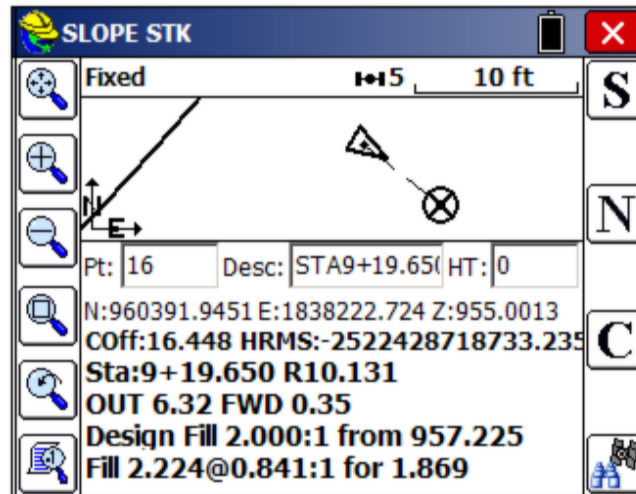 SLOPE STK
Fixed 5 10 ft
S
N
E
N
Pt: 16 Desc: STA9+19.650 HT: 0
N:960391.9451 E:1838222.724 Z:955.0013
COff:16.448 HRMS:-2522428718733.235
C
Sta:9+19.650 R10.131
OUT 6.32 FWD 0.35
Design Fill 2.000:1 from 957.225
Fill 2.224@0.841:1 for 1.869